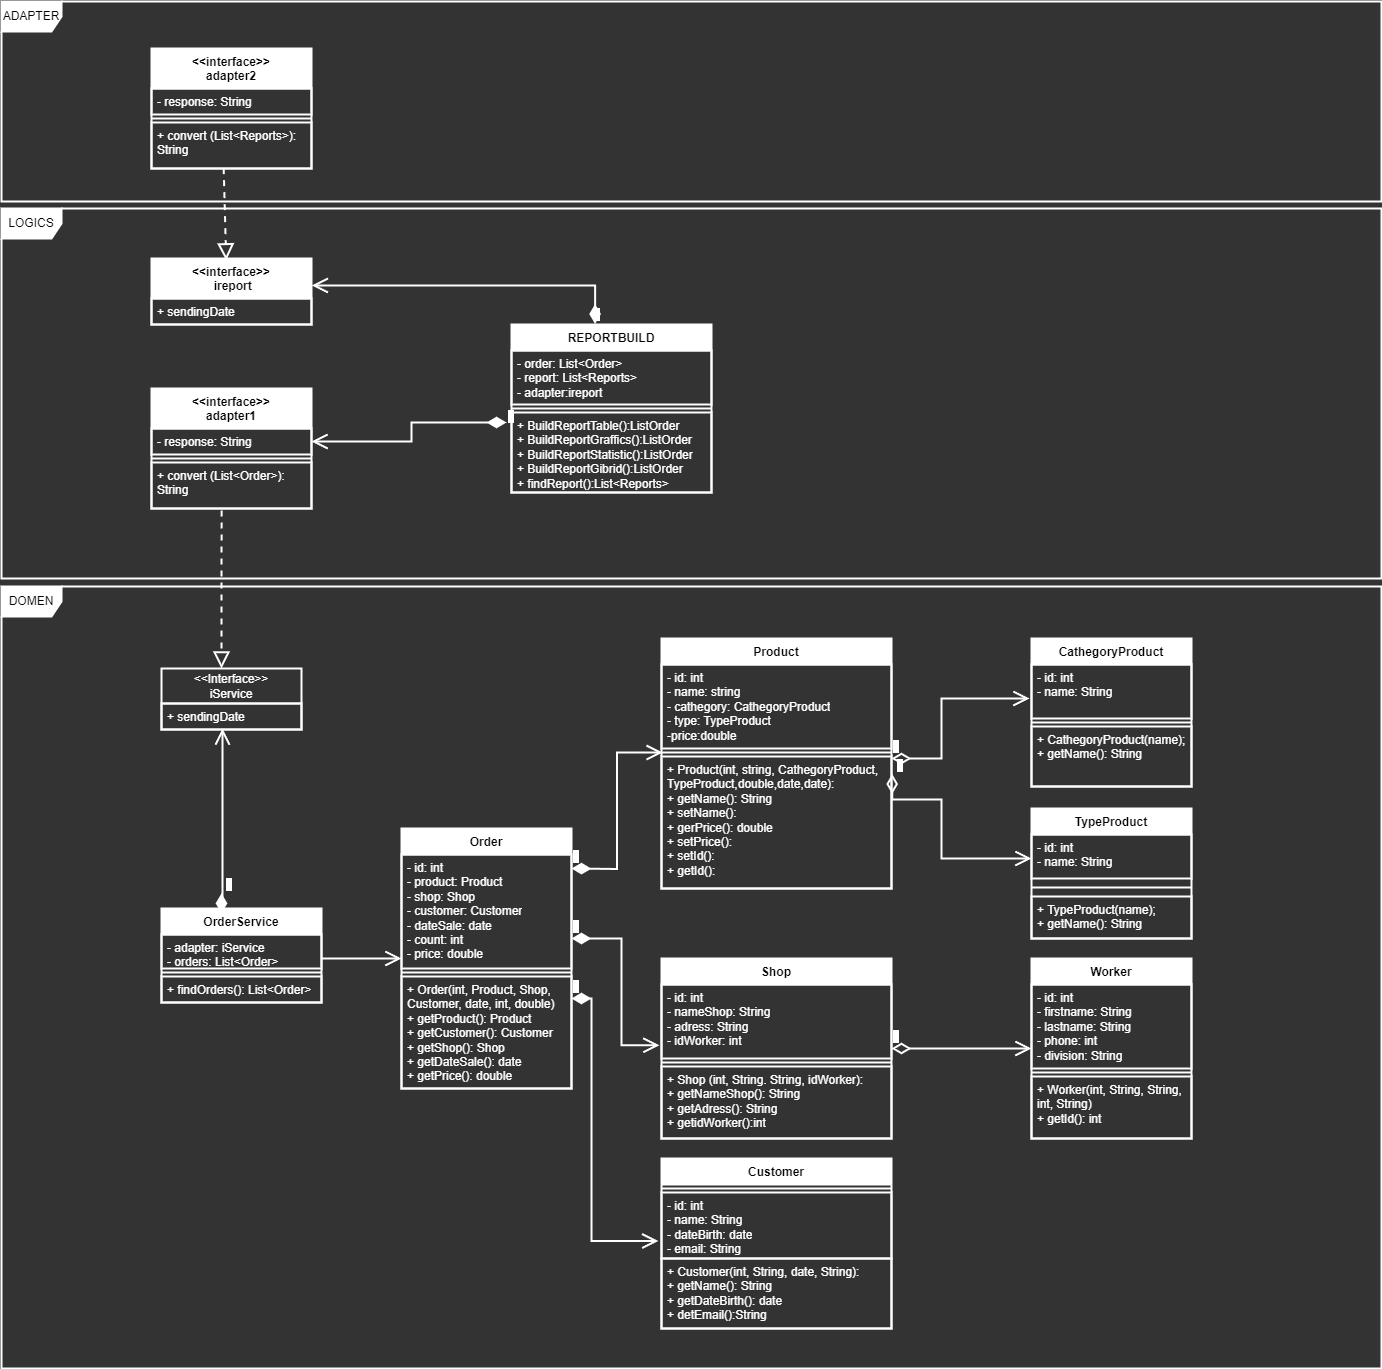 ADAPTER
<<interface>>
adapter2
- response: String
+ convert (List<Reports>):
String
LOGICS
<<interface>>
ireport
+ sendingDate
REPORTBUILD
- order: List<Order>
- report: List<Reports>
- adapter:ireport
+ BuildReportTable():ListOrder
+ BuildReportGraffics():ListOrder
+ BuildReportStatistic():ListOrder
+ BuildReportGibrid():ListOrder
+ findReport():List<Reports>
<<interface>>
adapter1
- response: String
+ convert (List<Order>):
String
DOMEN
<<Interface>>
iService
+ sendingDate
OrderService
- adapter: iService
- orders: List<Order>
+ findOrders(): List<Order>
Order
- id: int
- product: Product
- shop: Shop
- customer: Customer
- dateSale: date
- count: int
- price: double
+ Order(int, Product, Shop,
Customer, date, int, double)
+ getProduct(): Product
+ getCustomer(): Customer
+ getShop(): Shop
+ getDateSale(): date
+ getPrice(): double
Product
- id: int
- name: string
- cathegory: CathegoryProduct
- type: TypeProduct
-price:double
+ Product(int, string, CathegoryProduct,
TypeProduct,double,date,date):
+ getName(): String
+ setName():
+ gerPrice(): double
+ setPrice():
+ setId():
+ getId():
CathegoryProduct
- id: int
- name: String
+ CathegoryProduct(name);
+ getName(): String
TypeProduct
- id: int
- name: String
+ TypeProduct(name);
+ getName(): String
Shop
- id: int
- nameShop: String
- adress: String
- idWorker: int
+ Shop (int, String. String, idWorker):
+ getNameShop(): String
+ getAdress(): String
+ getidWorker():int
Worker
- id: int
- firstname: String
- lastname: String
- phone: int
- division: String
+ Worker(int, String, String,
int, String)
+ getId(): int
Customer
- id: int
- name: String
- dateBirth: date
- email: String
+ Customer(int, String, date, String):
+ getName(): String
+ getDateBirth(): date
+ detEmail():String